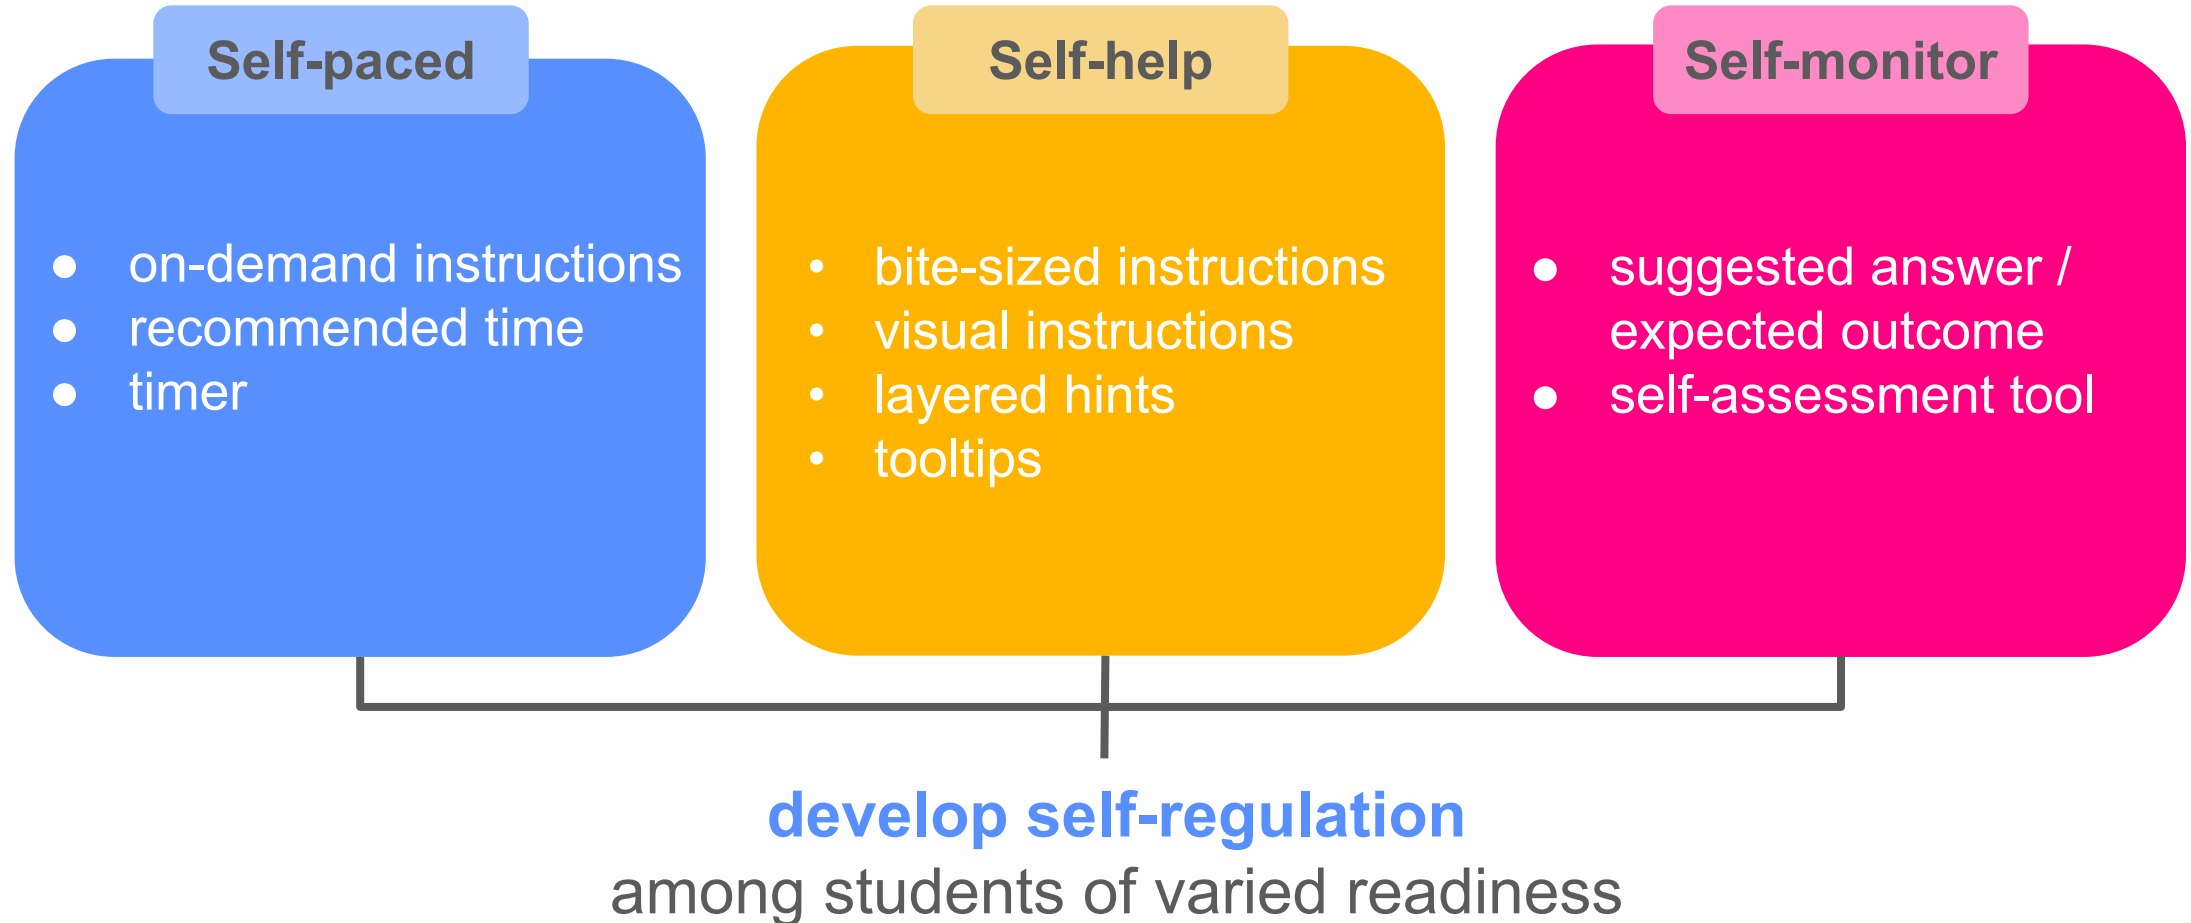 Self-paced
● on-demand instructions
● recommended time
● timer
Self-help
• bite-sized instructions
• visual instructions
• layered hints
• tooltips
Self-monitor
● suggested answer /
expected outcome
● self-assessment tool
develop self-regulation
among students of varied readiness